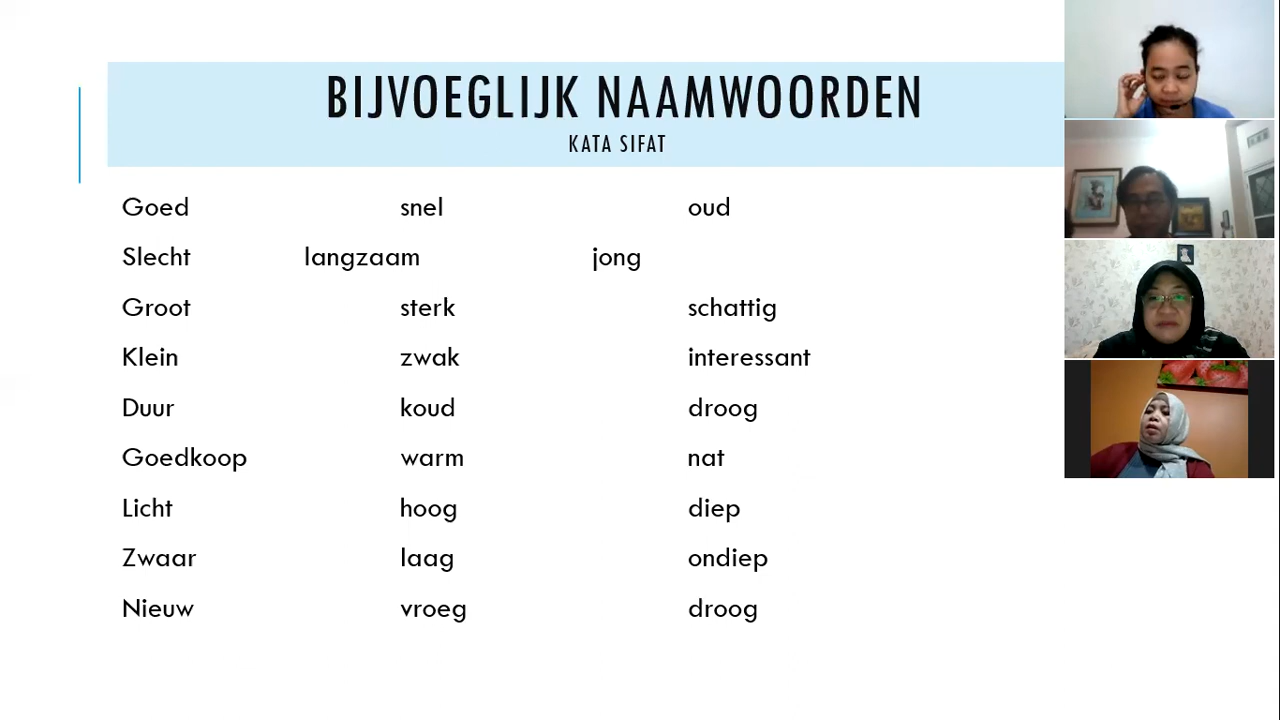 BIJVOEGLIJK NAAMWOORDEN
KATA SIFAT
Goed snel oud
Slecht langzaam jong
Groot sterk schattig
Klein zwak interessant
Duur koud droog
Goedkoop warm nat
Licht hoog diep
Zwaar laag ondiep
Nieuw vroeg droog